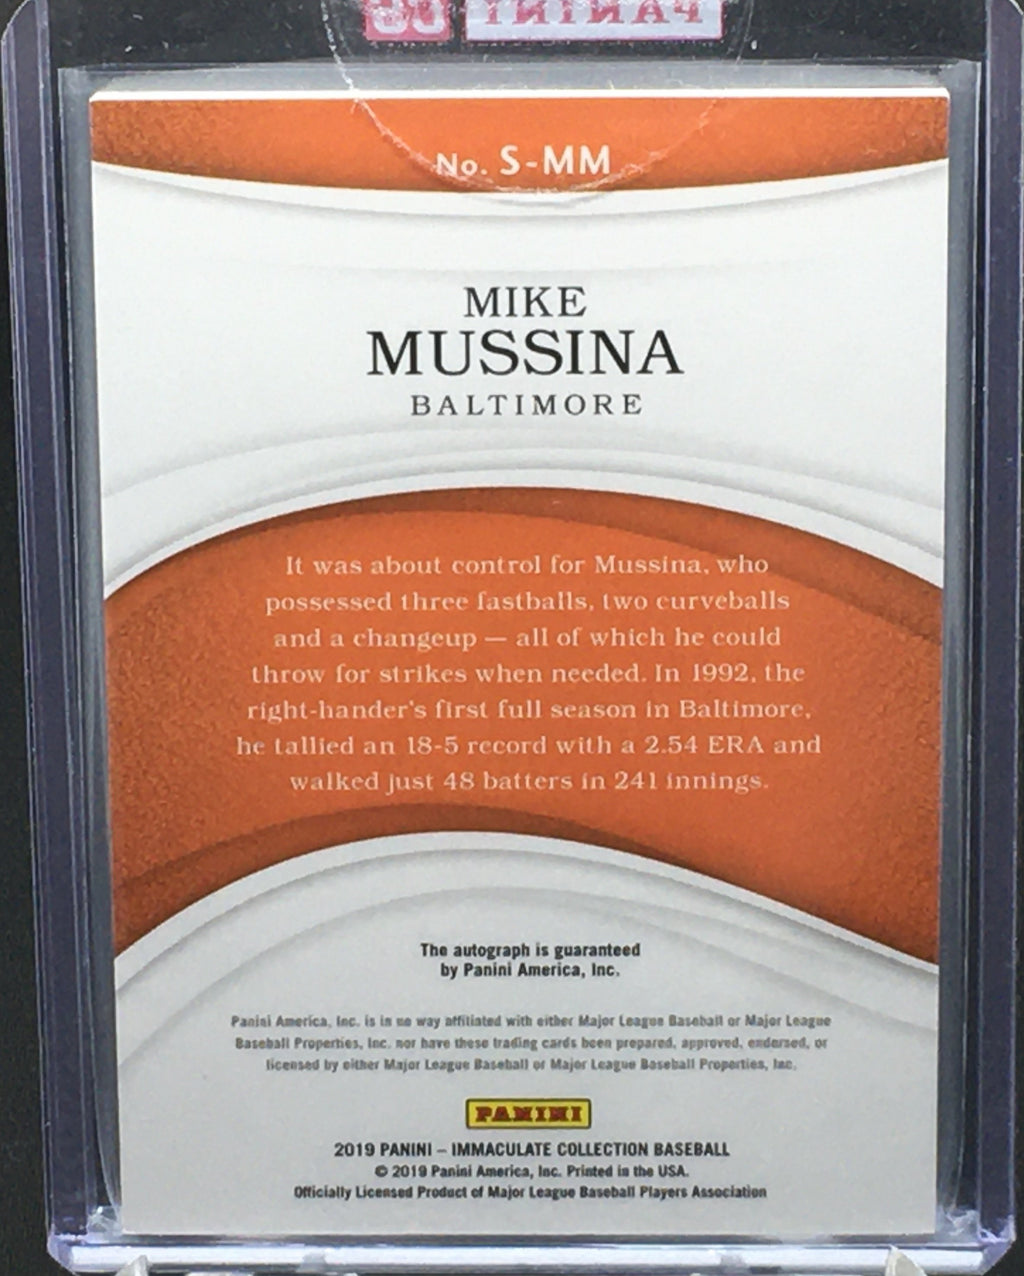 PANINI
No. S-MM
MIKE
MUSSINA
BALTIMORE
It was about control for Mussina, who
possessed three fastballs, two curveballs
and a changeup — all of which he could
throw for strikes when needed. In 1992, the
right-hander's first full season in Baltimore,
he tallied an 18-5 record with a 2.54 ERA and
walked just 48 batters in 241 innings.
The autograph is guaranteed
by Panini America, Inc.
Panini America, Inc. is in no way affiliated with either Major League Baseball or Major League
Baseball Properties, Inc. nor have these trading cards been prepared, approved, endorsed, or
licensed by either Major League Baseball or Major League Baseball Properties, Inc.
PANINI
2019 PANINI – IMMACULATE COLLECTION BASEBALL
© 2019 Panini America, Inc. Printed in the USA.
Officially Licensed Product of Major League Baseball Players Association